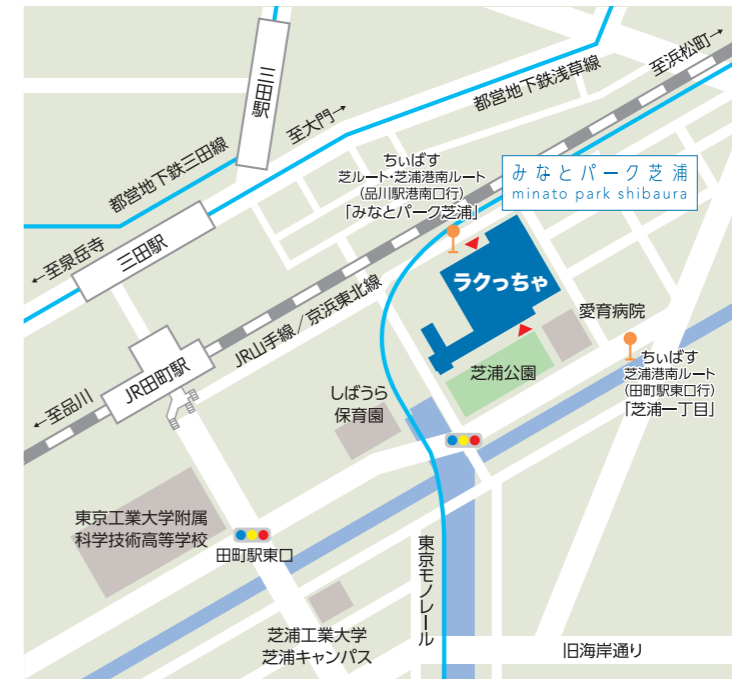 三田駅
都営地下鉄三田線
至大門→
都営地下鉄浅草線
至浜松町→
ちぃばす
芝ルート・芝浦港南ルート
(品川駅港南口行)
「みなとパーク芝浦」
みなとパーク芝浦
minato park shibaura
←至泉岳寺
三田駅
ラクっちゃ
JR山手線／京浜東北線
愛育病院
JR田町駅
←至品川
芝浦公園
ちぃばす
芝浦港南ルート
(田町駅東口行)
「芝浦一丁目」
しばうら
保育園
東京工業大学附属
科学技術高等学校
田町駅東口
東京モノレール
芝浦工業大学
芝浦キャンパス
旧海岸通り